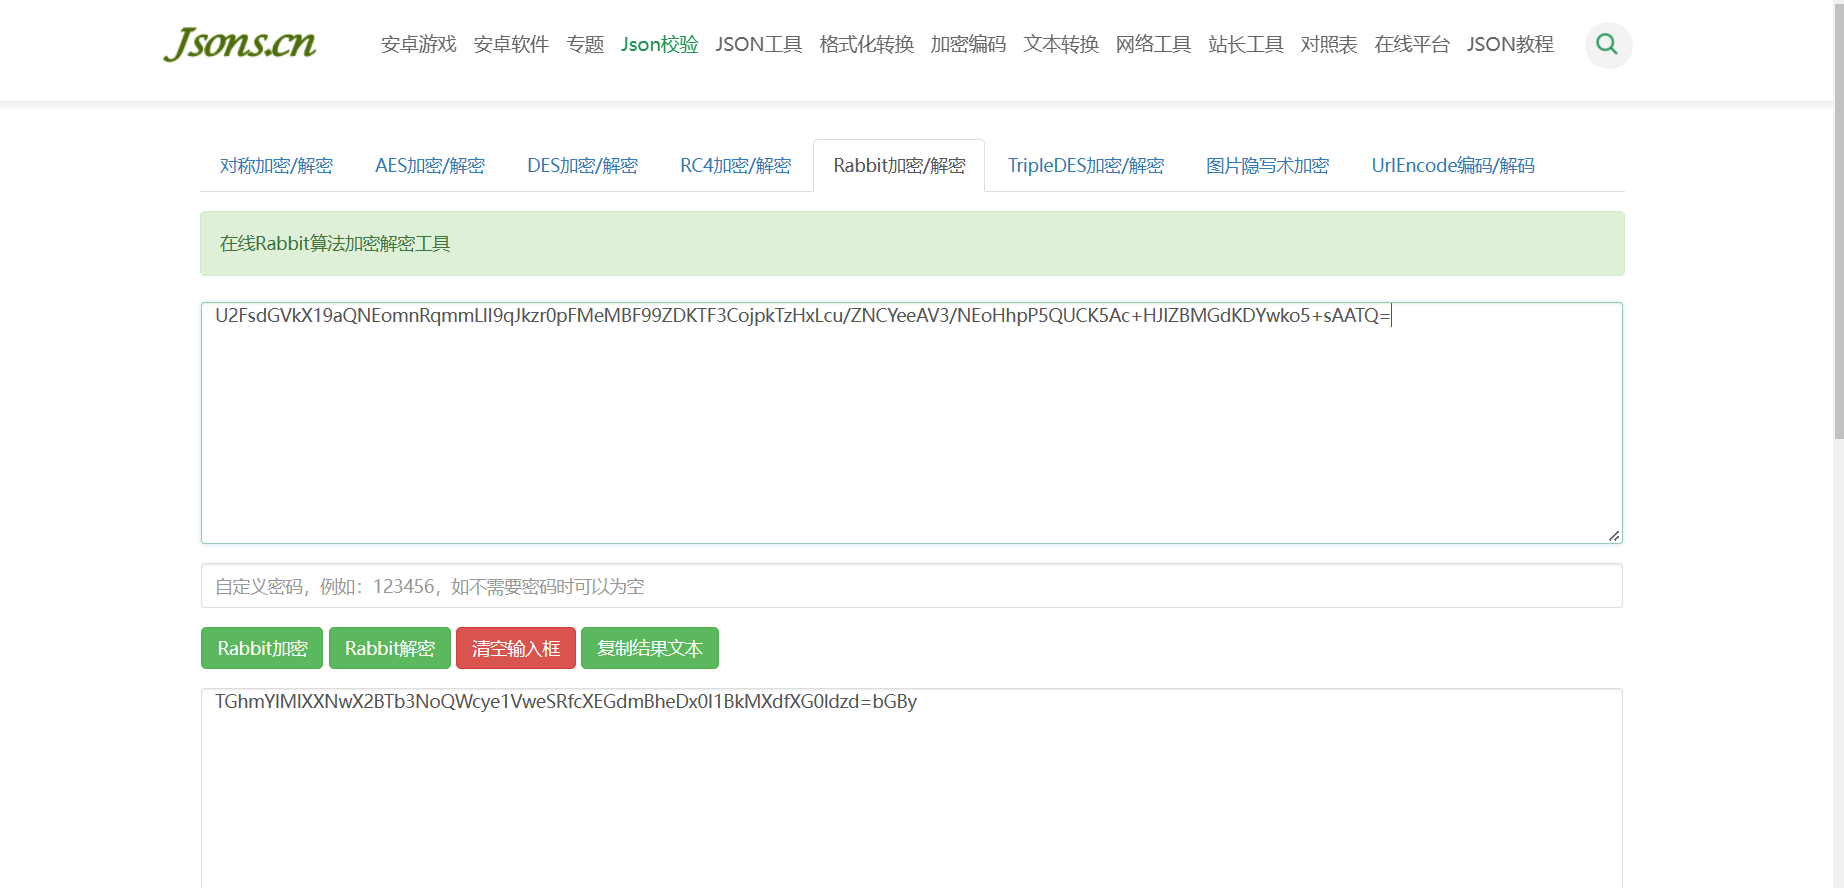 Jsons.cn 安卓游戏 安卓软件 专题 Json校验 JSON工具 格式化转换 加密编码 文本转换 网络工具 站长工具 对照表 在线平台 JSON教程
对称加密/解密 AES加密/解密 DES加密/解密 RC4加密/解密 Rabbit加密/解密 TripleDES加密/解密 图片隐写术加密 UrlEncode编码/解码
在线Rabbit算法加密解密工具
U2FsdGVkX19aQNEomnRqmmLlI9qJkzr0pFMeMBF99ZDKTF3CojpkTzHxLcu/ZNCYeeAV3/NEoHhpP5QUCK5Ac+HJIZBMGdKDYwko5+sAATQ=
自定义密码，例如：123456，如不需要密码时可以为空
Rabbit加密 Rabbit解密 清空输入框 复制结果文本
TGhmYlMlXXNwX2BTb3NoQWcye1VweSRfcXEGdmBheDx0I1BkMXdfXG0ldzd=bGBy